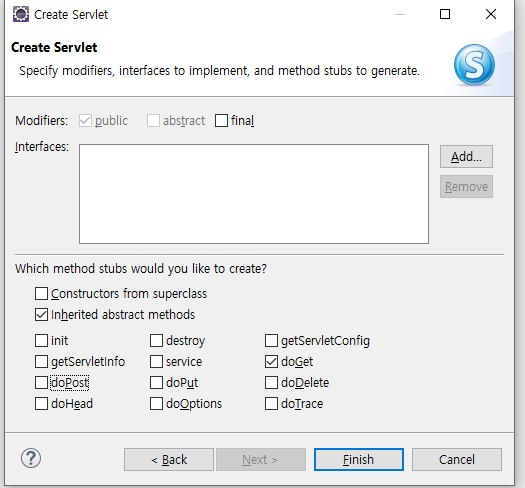 Create Servlet
Create Servlet
Specify modifiers, interfaces to implement, and method stubs to generate.
S
Modifiers: public abstract final
Interfaces:
Add...
Remove
Which method stubs would you like to create?
Constructors from superclass
Inherited abstract methods
init destroy getServletConfig
getServletInfo service doGet
doPost doPut doDelete
doHead doOptions doTrace
? < Back Next > Finish Cancel